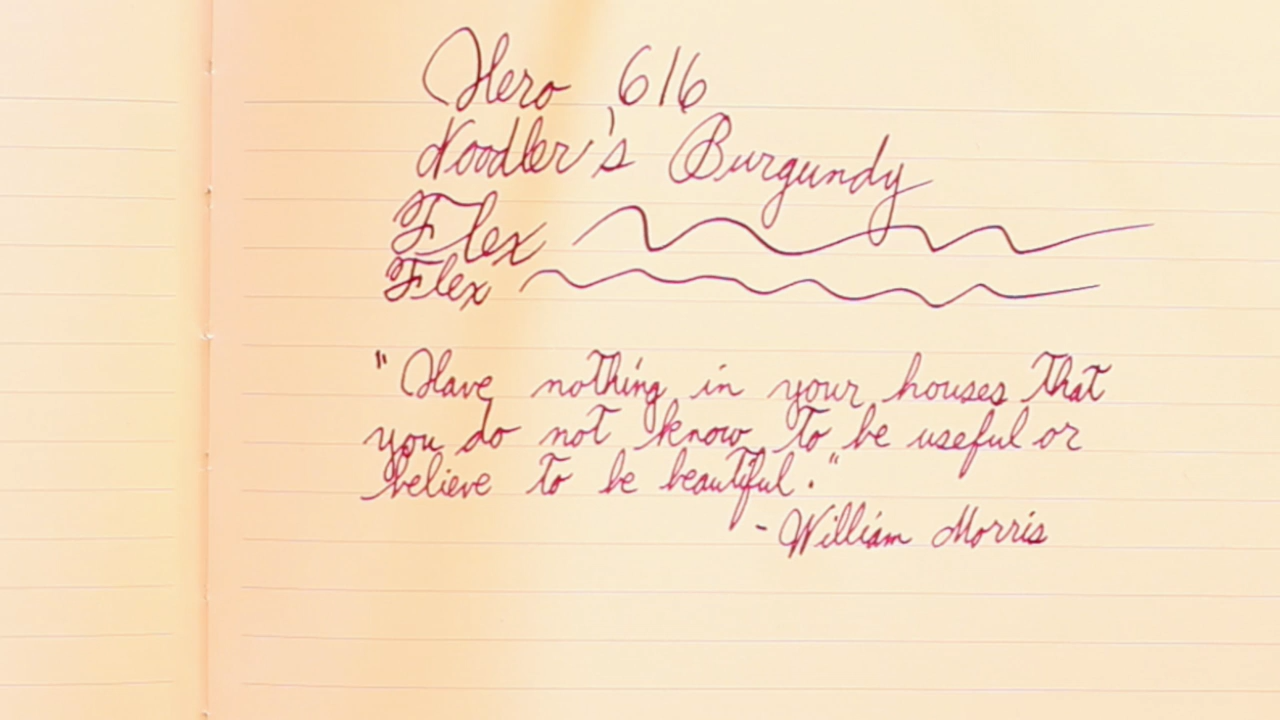 Hero 616
Noodler's Burgundy
Flex
Flex
"Have nothing in your houses that
you do not know to be useful or
believe to be beautiful."
- William Morris